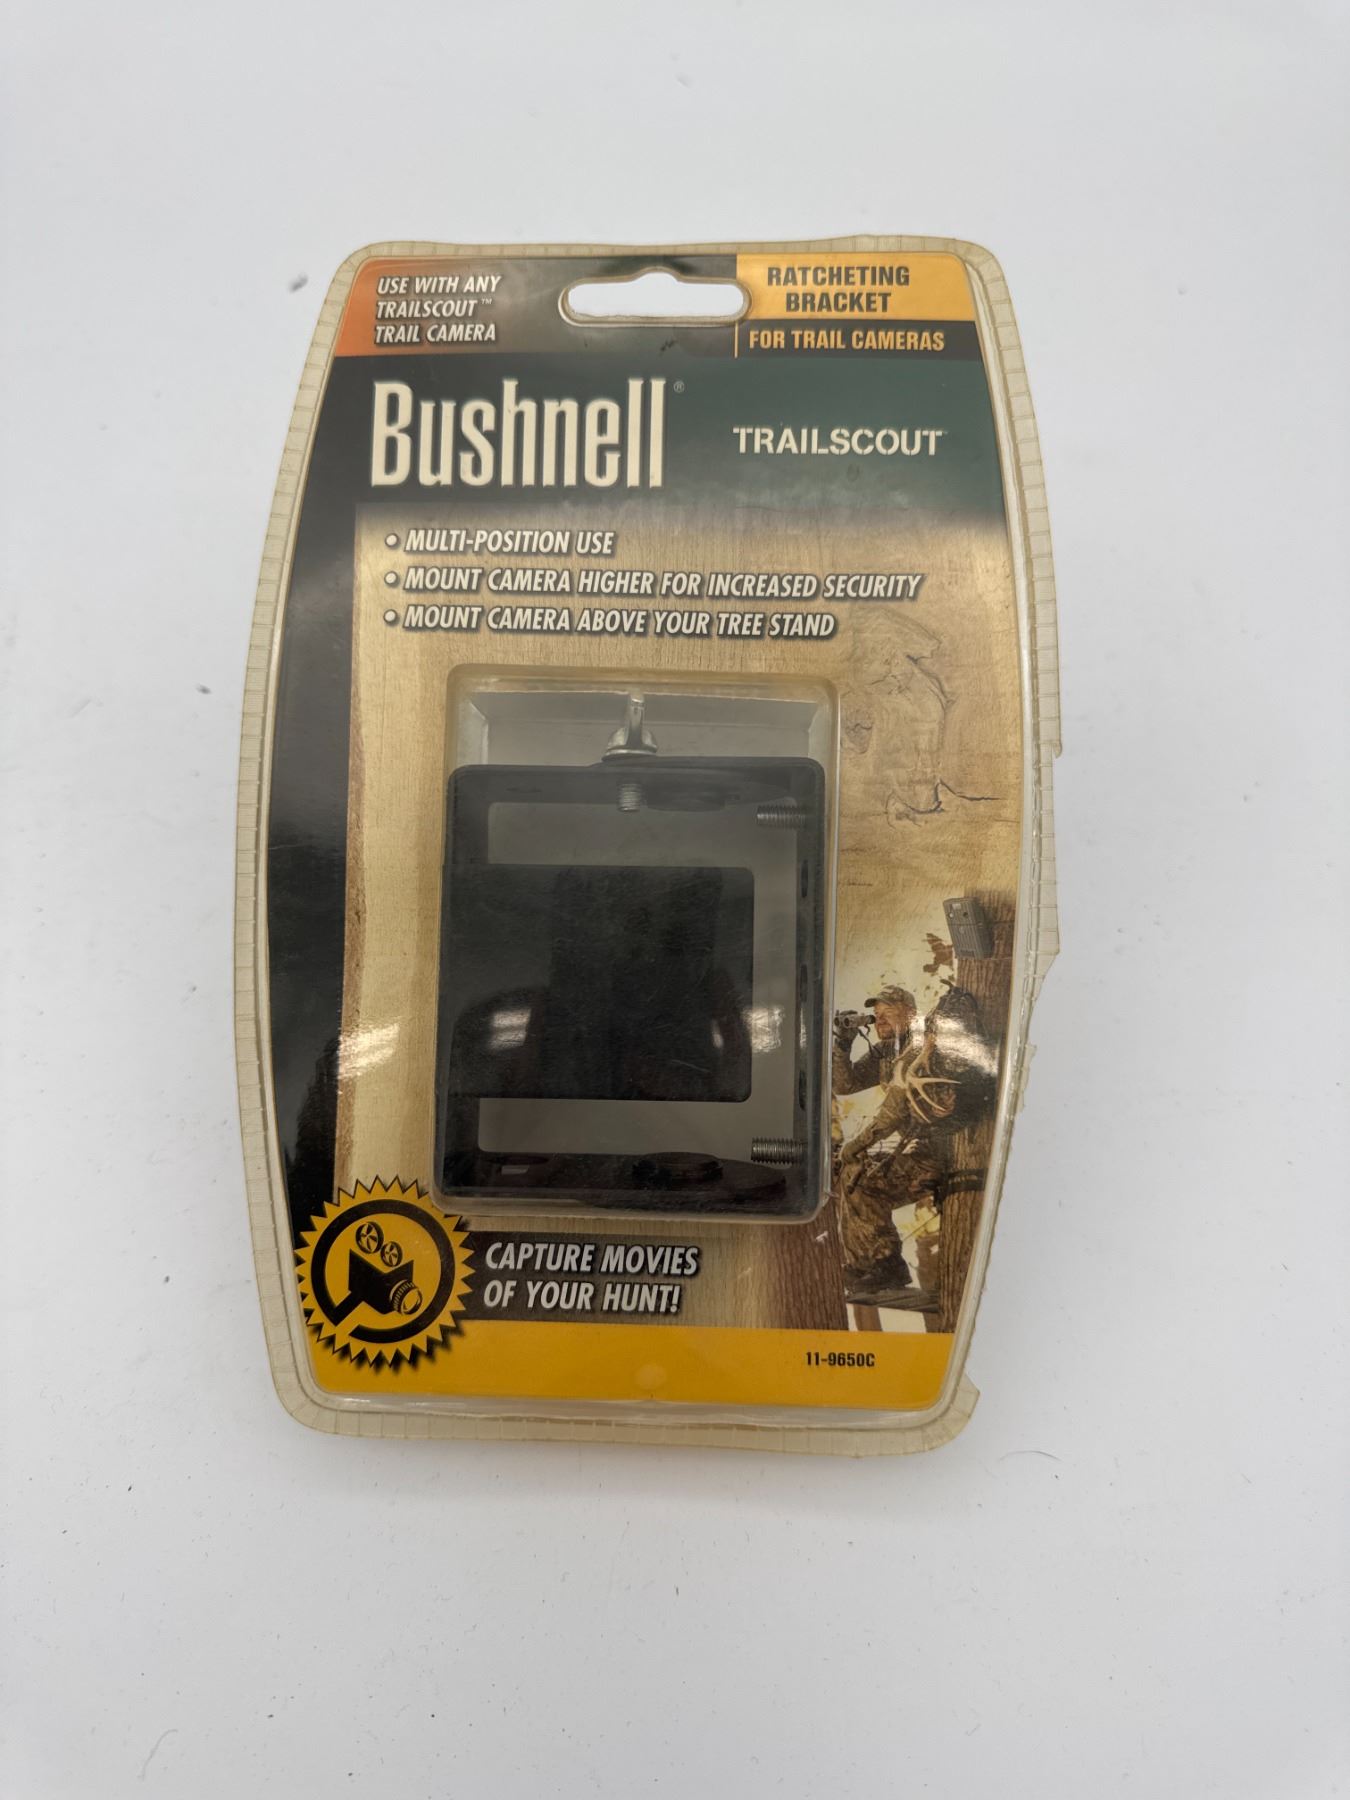 USE WITH ANY
TRAILSCOUT™
TRAIL CAMERA
RATCHETING
BRACKET
FOR TRAIL CAMERAS
Bushnell®
TRAILSCOUT
• MULTI-POSITION USE
• MOUNT CAMERA HIGHER FOR INCREASED SECURITY
• MOUNT CAMERA ABOVE YOUR TREE STAND
CAPTURE MOVIES
OF YOUR HUNT!
11-9650C